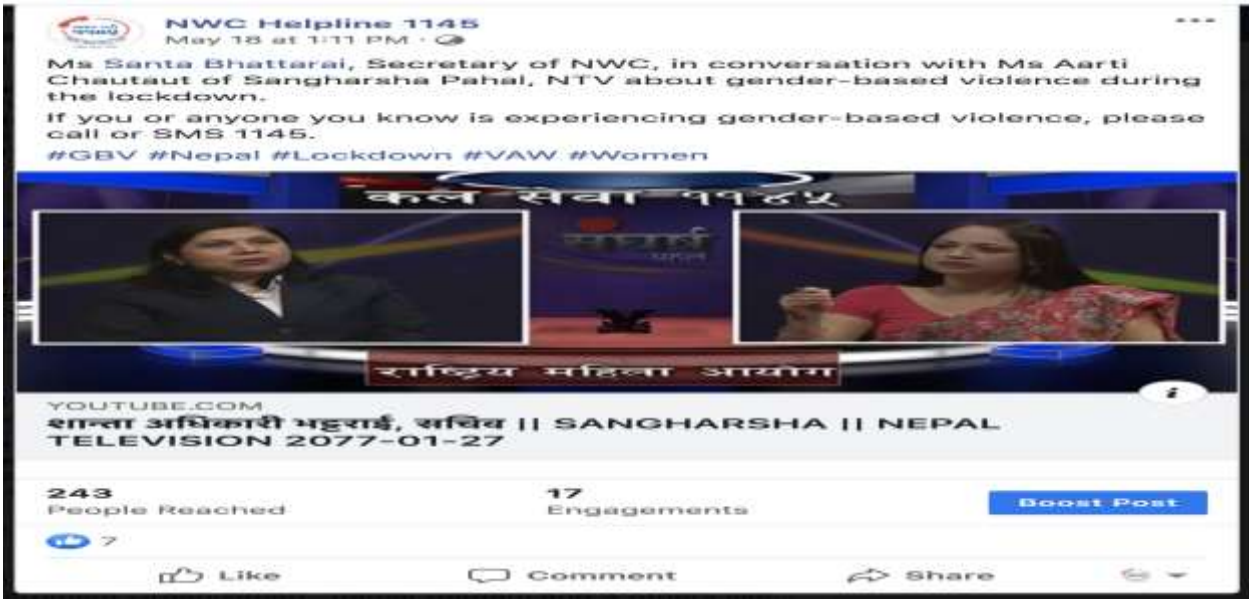 NWC Helpline 1145
May 18 at 1:11 PM ·
Ms Santa Bhattarai, Secretary of NWC, in conversation with Ms Aarti
Chautaut of Sangharsha Pahal, NTV about gender-based violence during
the lockdown.
If you or anyone you know is experiencing gender-based violence, please
call or SMS 1145.
#GBV #Nepal #Lockdown #VAW #Women
कल सेवा ११४५
संघर्ष
राष्ट्रिय महिला आयोग
YOUTUBE.COM
शान्ता अधिकारी भट्टराई, सचिव || SANGHARSHA || NEPAL
TELEVISION 2077-01-27
243
People Reached
17
Engagements
Boost Post
7
Like
Comment
Share